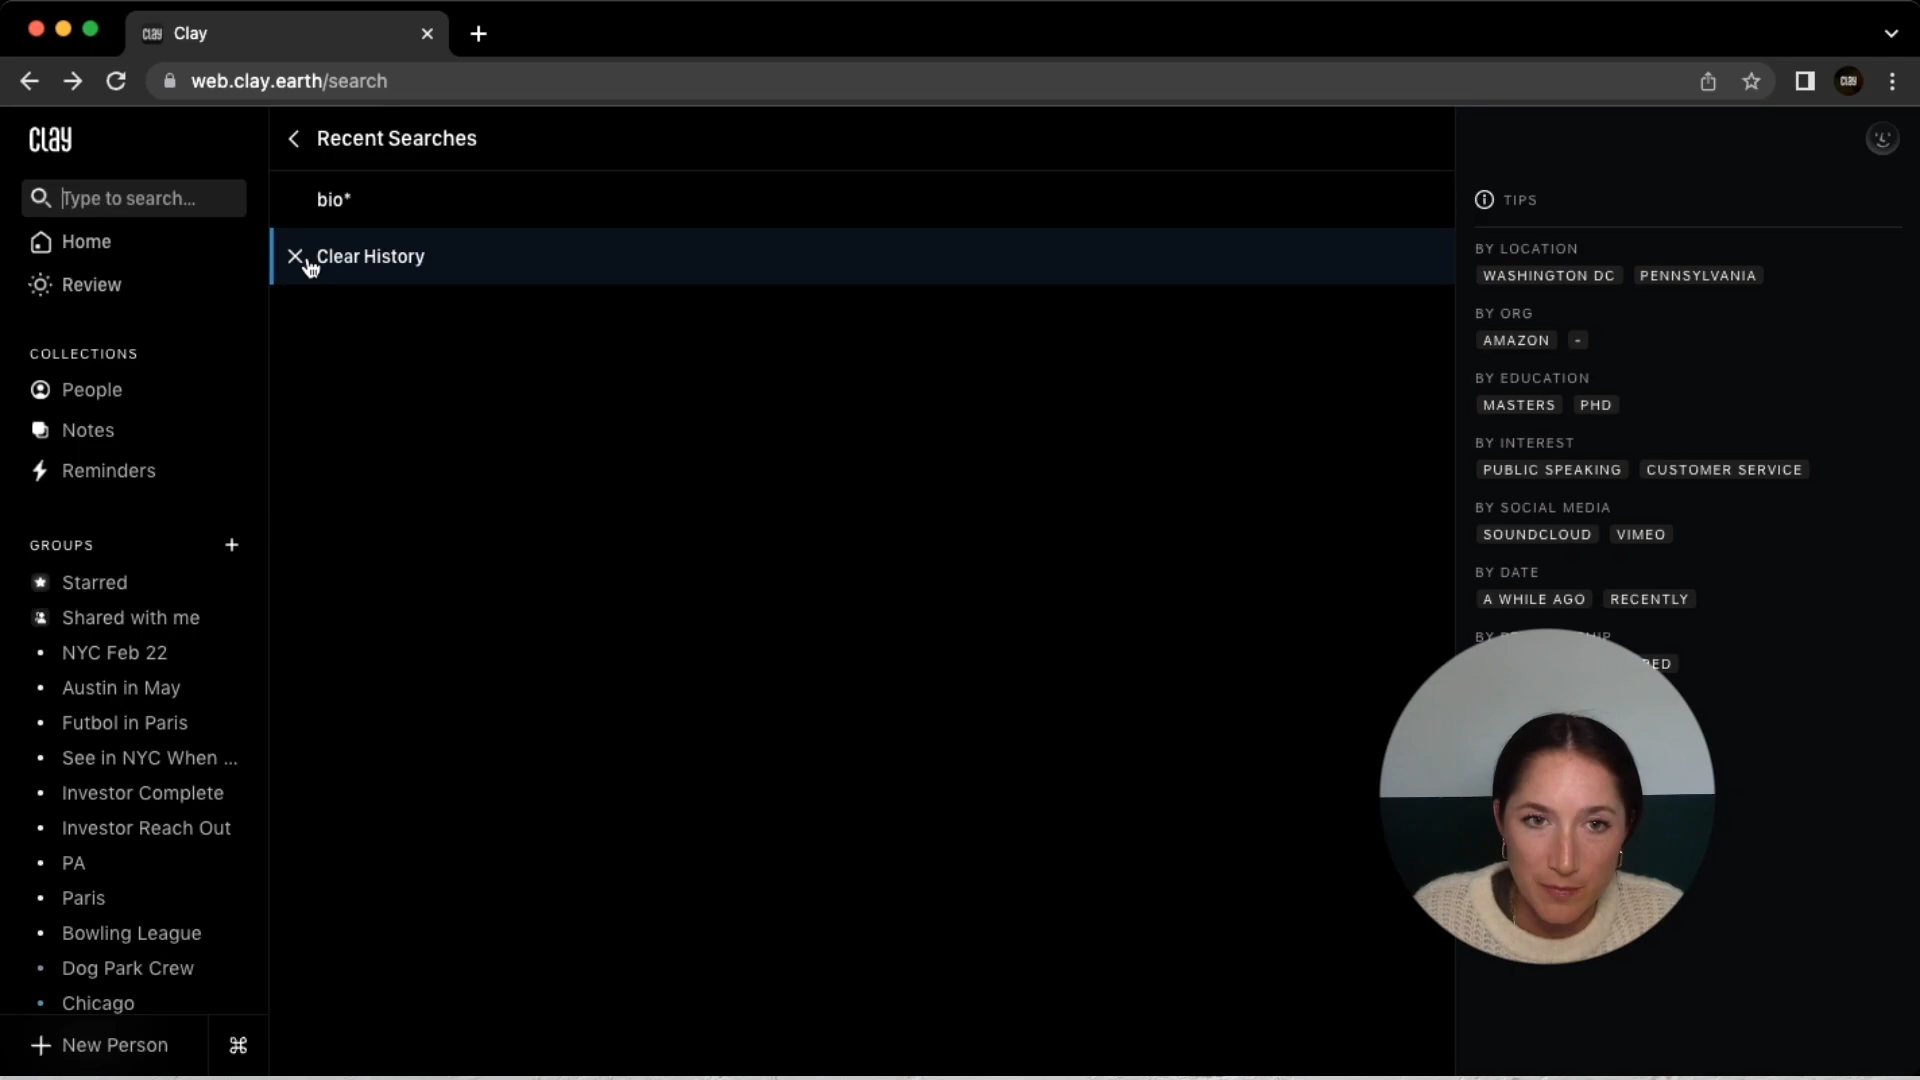 CLAY Clay
web.clay.earth/search CLAY
CLAY
Type to search...
Home
Review
COLLECTIONS
People
Notes
Reminders
GROUPS +
Starred
Shared with me
NYC Feb 22
Austin in May
Futbol in Paris
See in NYC When ...
Investor Complete
Investor Reach Out
PA
Paris
Bowling League
Dog Park Crew
Chicago
+ New Person ⌘
Recent Searches
bio*
Clear History
TIPS
BY LOCATION
WASHINGTON DC PENNSYLVANIA
BY ORG
AMAZON -
BY EDUCATION
MASTERS PHD
BY INTEREST
PUBLIC SPEAKING CUSTOMER SERVICE
BY SOCIAL MEDIA
SOUNDCLOUD VIMEO
BY DATE
A WHILE AGO RECENTLY
BY